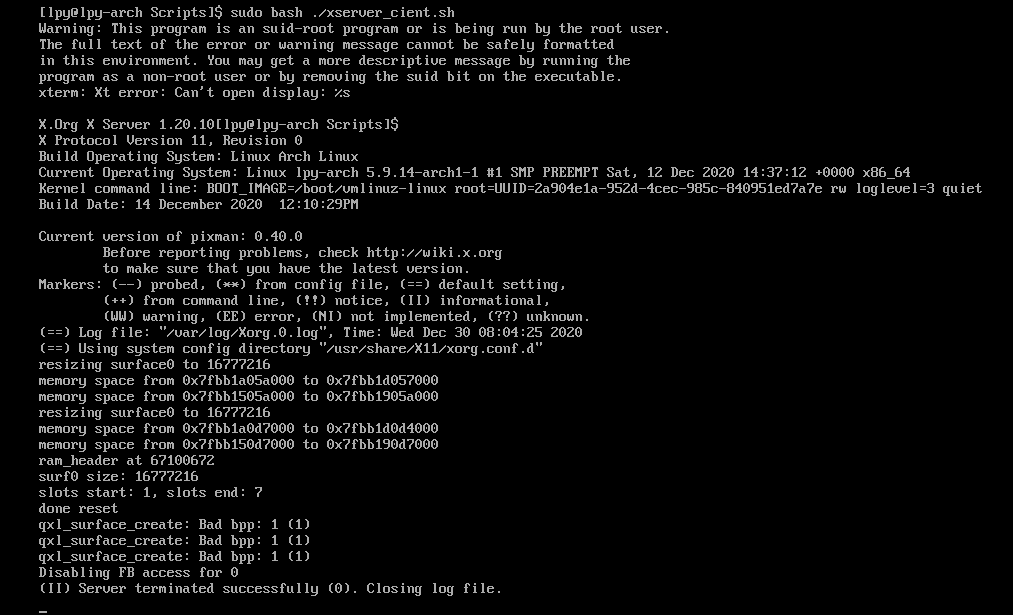 [lpy@lpy-arch Scripts]$ sudo bash ./xserver_cient.sh
Warning: This program is an suid-root program or is being run by the root user.
The full text of the error or warning message cannot be safely formatted
in this environment. You may get a more descriptive message by running the
program as a non-root user or by removing the suid bit on the executable.
xterm: Xt error: Can't open display: %s

X.Org X Server 1.20.10[lpy@lpy-arch Scripts]$
X Protocol Version 11, Revision 0
Build Operating System: Linux Arch Linux
Current Operating System: Linux lpy-arch 5.9.14-arch1-1 #1 SMP PREEMPT Sat, 12 Dec 2020 14:37:12 +0000 x86_64
Kernel command line: BOOT_IMAGE=/boot/vmlinuz-linux root=UUID=2a904e1a-952d-4cec-985c-840951ed7a7e rw loglevel=3 quiet
Build Date: 14 December 2020  12:10:29PM

Current version of pixman: 0.40.0
        Before reporting problems, check http://wiki.x.org
        to make sure that you have the latest version.
Markers: (--) probed, (**) from config file, (==) default setting,
        (++) from command line, (!!) notice, (II) informational,
        (WW) warning, (EE) error, (NI) not implemented, (??) unknown.
(==) Log file: "/var/log/Xorg.0.log", Time: Wed Dec 30 08:04:25 2020
(==) Using system config directory "/usr/share/X11/xorg.conf.d"
resizing surface0 to 16777216
memory space from 0x7fbb1a05a000 to 0x7fbb1d057000
memory space from 0x7fbb1505a000 to 0x7fbb1905a000
resizing surface0 to 16777216
memory space from 0x7fbb1a0d7000 to 0x7fbb1d0d4000
memory space from 0x7fbb150d7000 to 0x7fbb190d7000
ram_header at 67100672
surf0 size: 16777216
slots start: 1, slots end: 7
done reset
qxl_surface_create: Bad bpp: 1 (1)
qxl_surface_create: Bad bpp: 1 (1)
qxl_surface_create: Bad bpp: 1 (1)
Disabling FB access for 0
(II) Server terminated successfully (0). Closing log file.